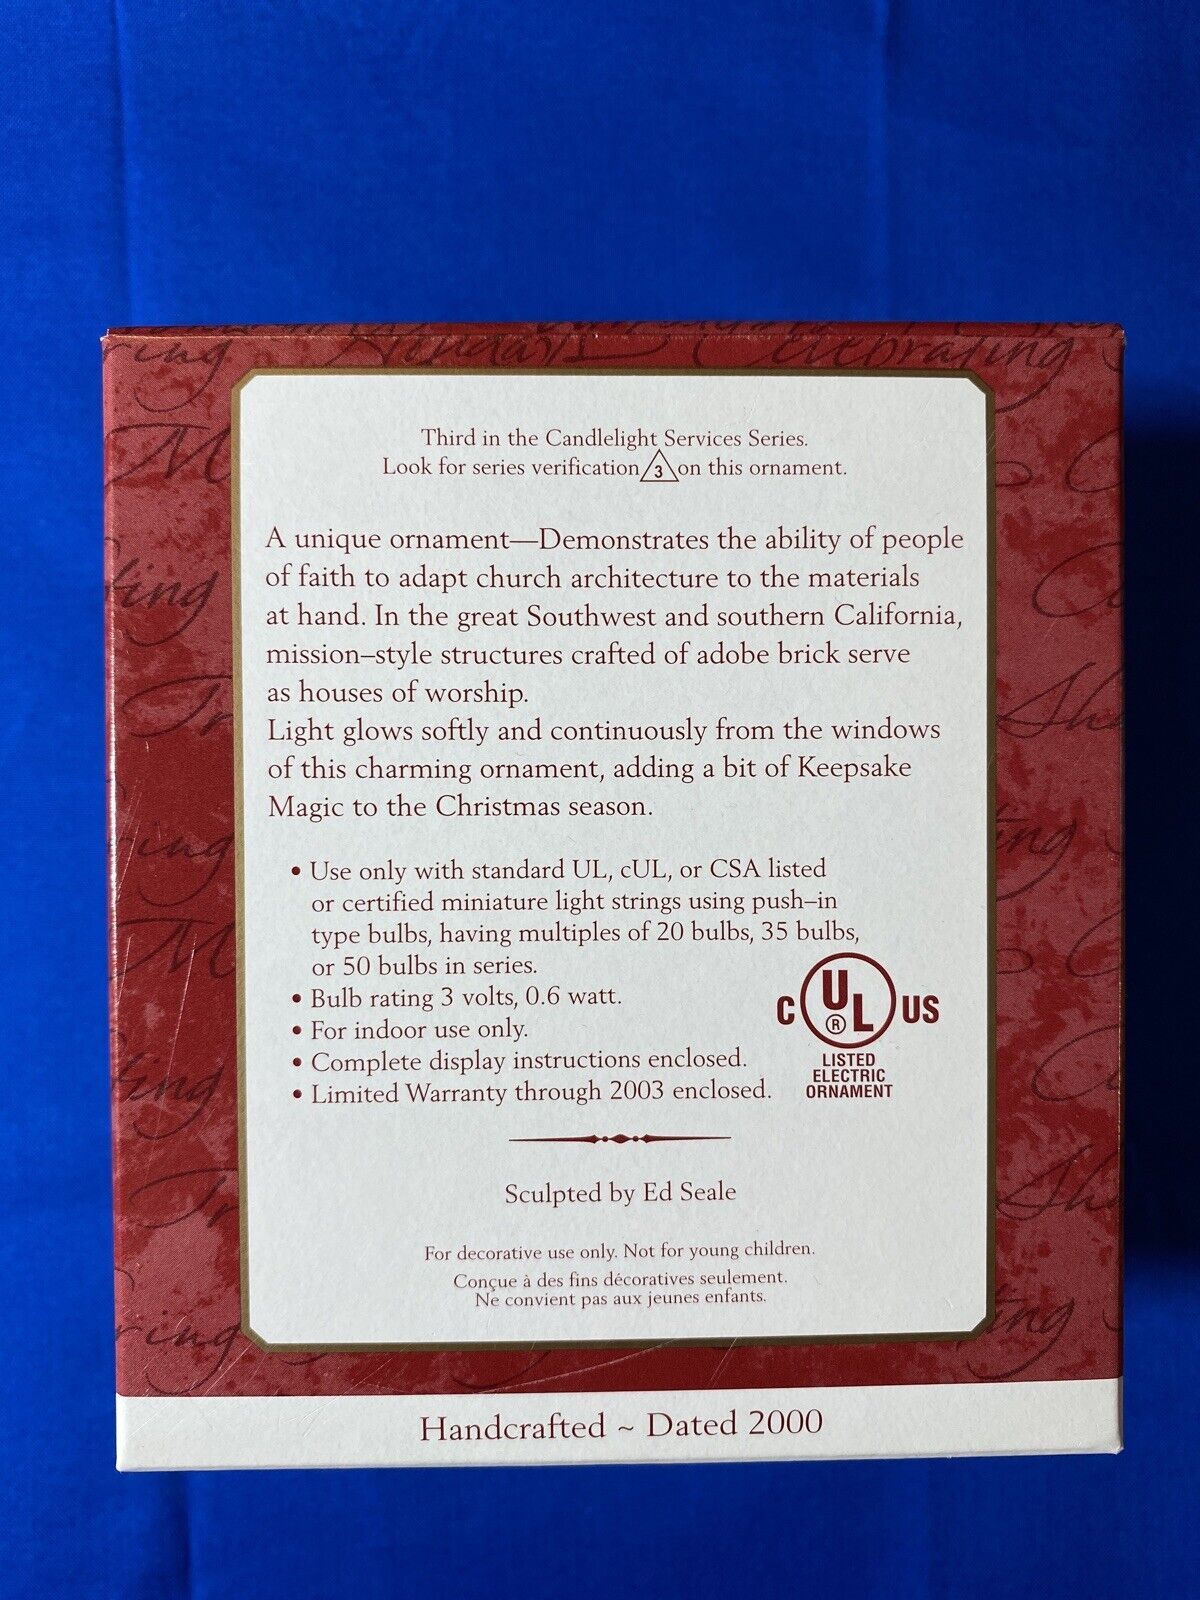 Third in the Candlelight Services Series.
Look for series verification 3 on this ornament.
A unique ornament—Demonstrates the ability of people
of faith to adapt church architecture to the materials
at hand. In the great Southwest and southern California,
mission–style structures crafted of adobe brick serve
as houses of worship.
Light glows softly and continuously from the windows
of this charming ornament, adding a bit of Keepsake
Magic to the Christmas season.
• Use only with standard UL, cUL, or CSA listed
or certified miniature light strings using push–in
type bulbs, having multiples of 20 bulbs, 35 bulbs,
or 50 bulbs in series.
• Bulb rating 3 volts, 0.6 watt.
• For indoor use only.
• Complete display instructions enclosed.
• Limited Warranty through 2003 enclosed.
C UL ® US
LISTED
ELECTRIC
ORNAMENT
Sculpted by Ed Seale
For decorative use only. Not for young children.
Conçue à des fins décoratives seulement.
Ne convient pas aux jeunes enfants.
Handcrafted ~ Dated 2000
Celebrating